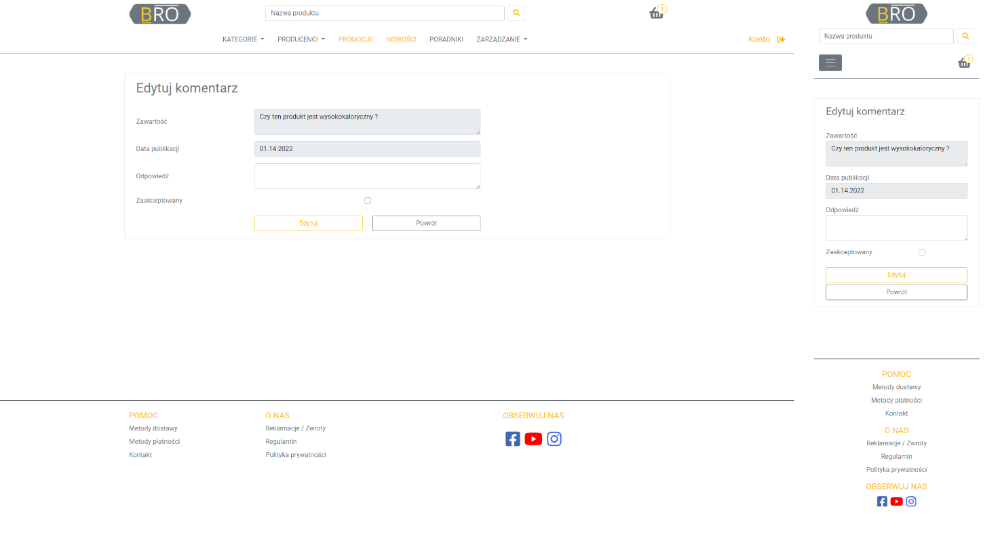 BRO
Nazwa produktu
1
KATEGORIE PRODUCENCI PROMOCJE NOWOŚCI PORADNIKI ZARZĄDZANIE Konto
Edytuj komentarz
Zawartość Czy ten produkt jest wysokokaloryczny ?
Data publikacji 01.14.2022
Odpowiedź
Zaakceptowany
Edytuj Powrót
POMOC O NAS OBSERWUJ NAS
Metody dostawy Reklamacje / Zwroty
Metody płatności Regulamin
Kontakt Polityka prywatności
BRO
Nazwa produktu
1
Edytuj komentarz
Zawartość
Czy ten produkt jest wysokokaloryczny ?
Data publikacji
01.14.2022
Odpowiedź
Zaakceptowany
Edytuj
Powrót
POMOC
Metody dostawy
Metody płatności
Kontakt
O NAS
Reklamacje / Zwroty
Regulamin
Polityka prywatności
OBSERWUJ NAS